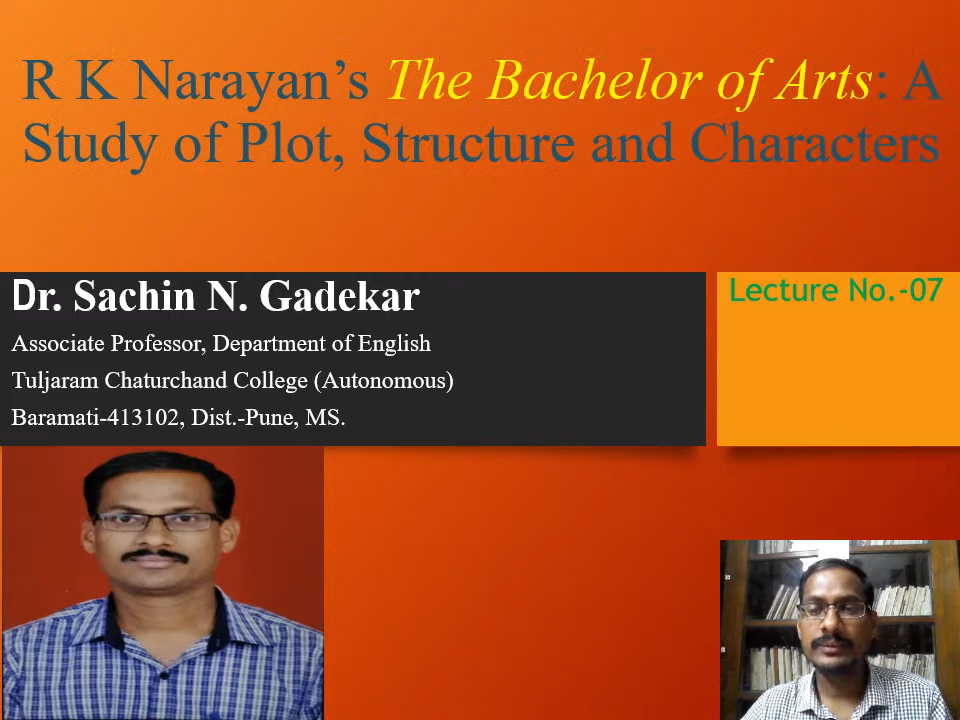 R K Narayan’s The Bachelor of Arts: A
Study of Plot, Structure and Characters
Dr. Sachin N. Gadekar
Associate Professor, Department of English
Tuljaram Chaturchand College (Autonomous)
Baramati-413102, Dist.-Pune, MS.
Lecture No.-07